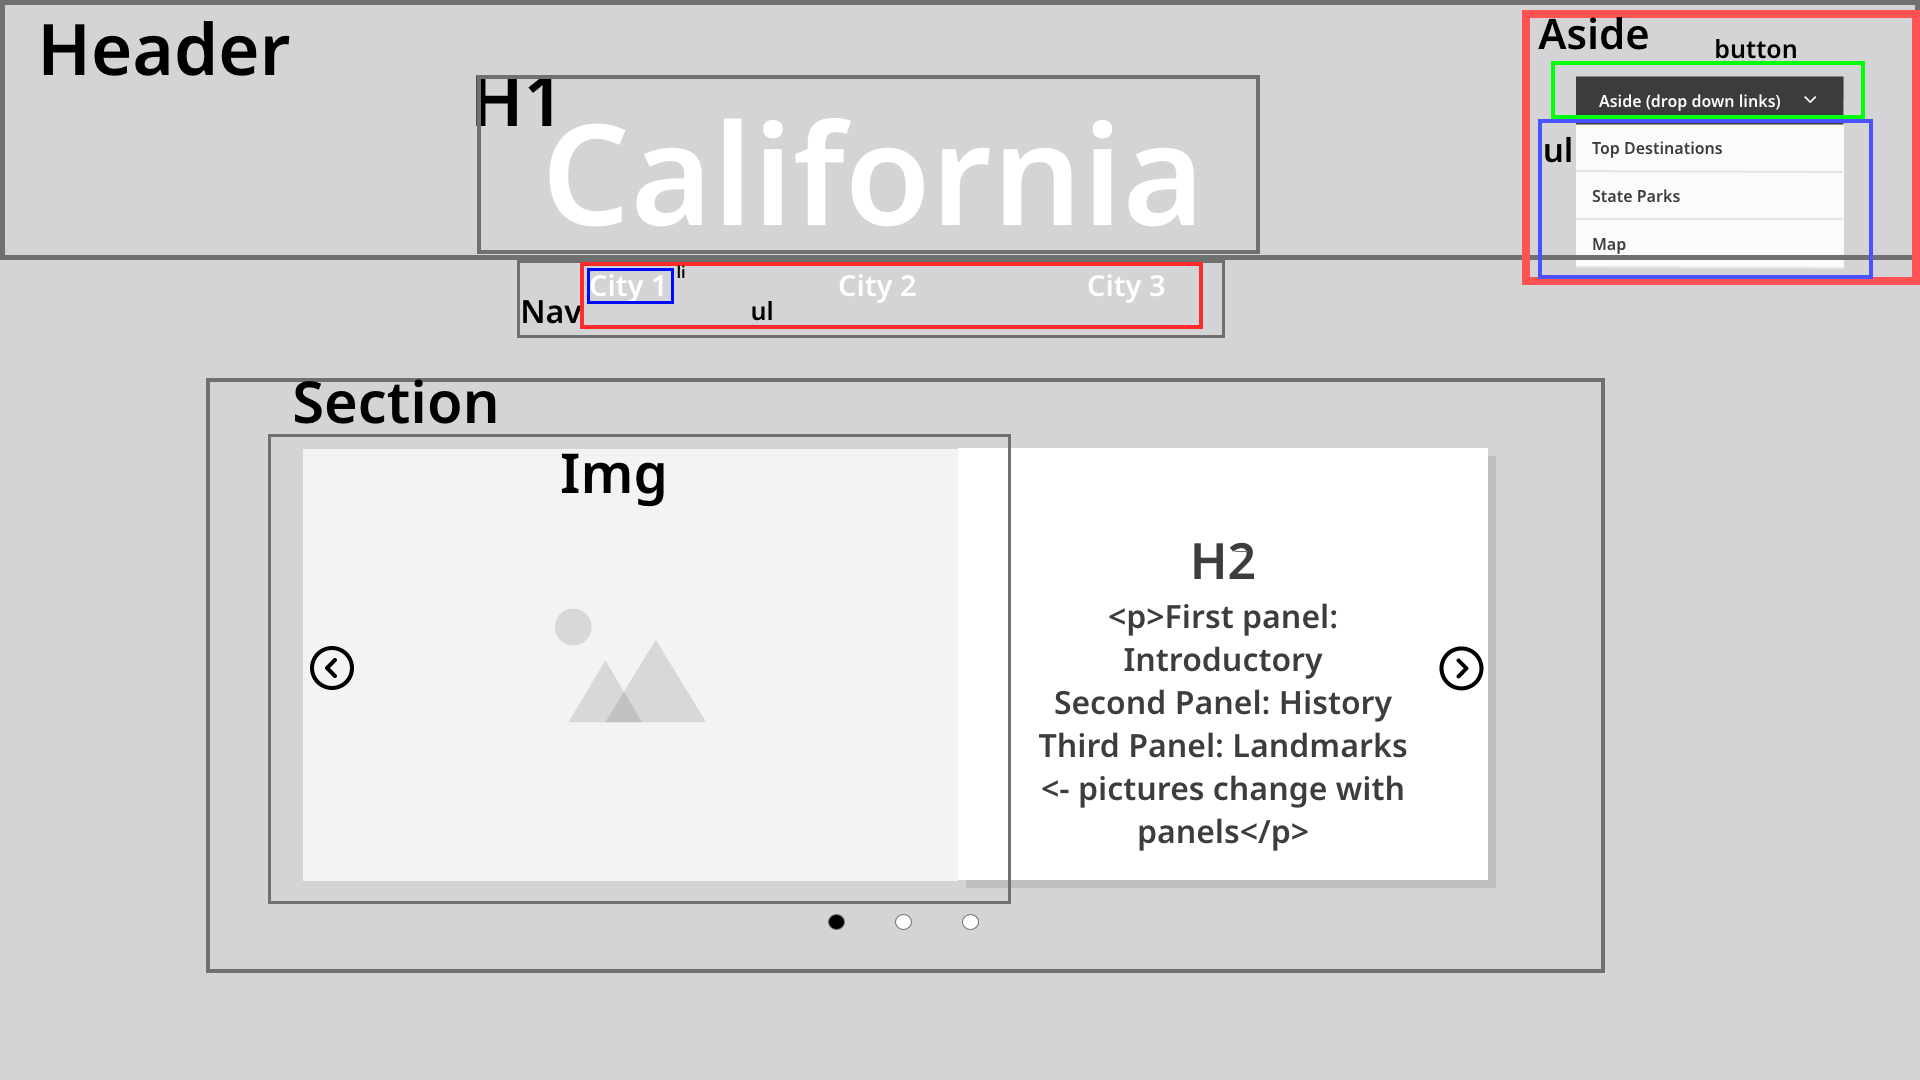 Header
H1
California
Aside
button
Aside (drop down links)
ul
Top Destinations
State Parks
Map
Nav
City 1
li
ul
City 2
City 3
Section
Img
H2
<p>First panel:
Introductory
Second Panel: History
Third Panel: Landmarks
<- pictures change with
panels</p>